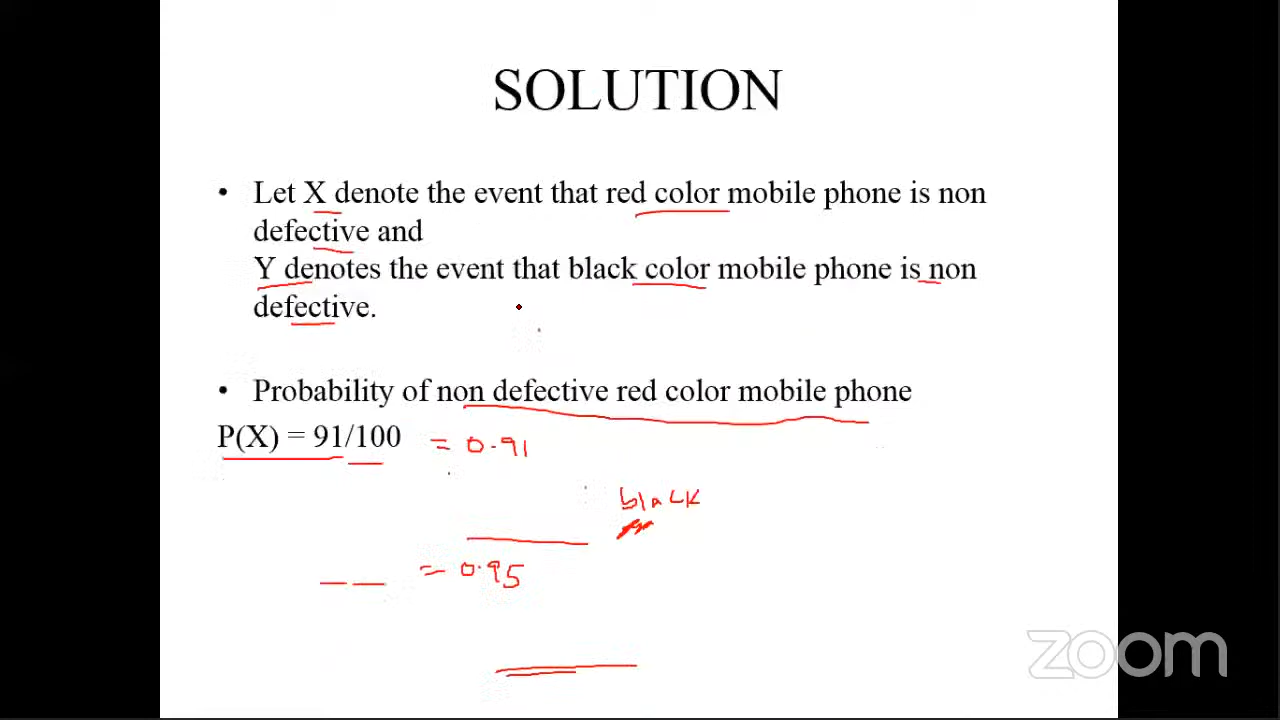 SOLUTION
• Let X denote the event that red color mobile phone is non
defective and
Y denotes the event that black color mobile phone is non
defective.
• Probability of non defective red color mobile phone
P(X) = 91/100 = 0.91
black
= 0.95
zoom